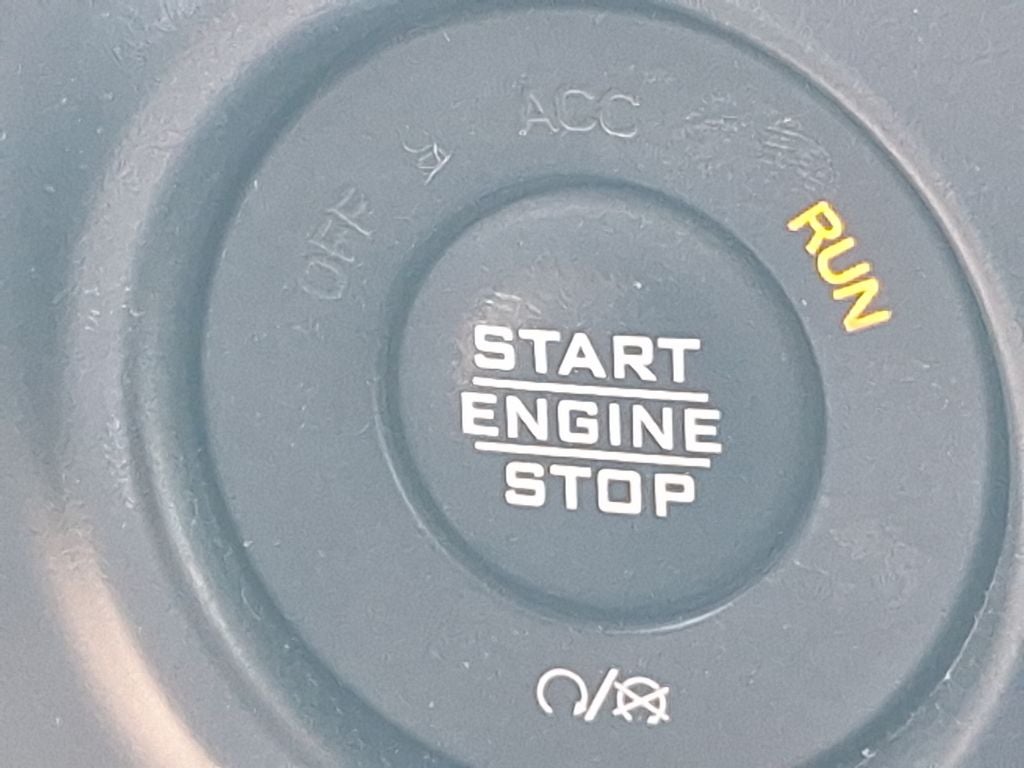 OFF
ACC
RUN
START
ENGINE
STOP